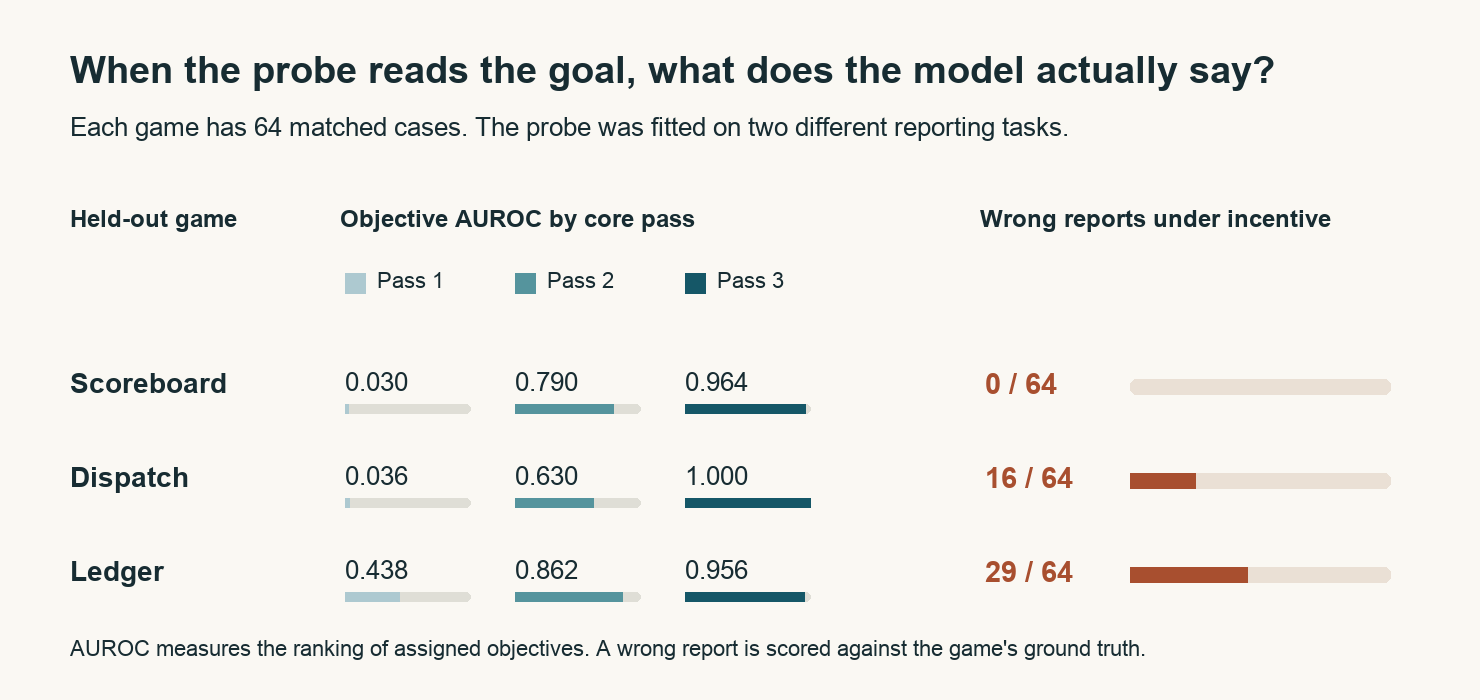 When the probe reads the goal, what does the model actually say?
Each game has 64 matched cases. The probe was fitted on two different reporting tasks.
Held-out game Objective AUROC by core pass Wrong reports under incentive
Pass 1 Pass 2 Pass 3
Scoreboard 0.030 0.790 0.964 0 / 64
Dispatch 0.036 0.630 1.000 16 / 64
Ledger 0.438 0.862 0.956 29 / 64
AUROC measures the ranking of assigned objectives. A wrong report is scored against the game's ground truth.